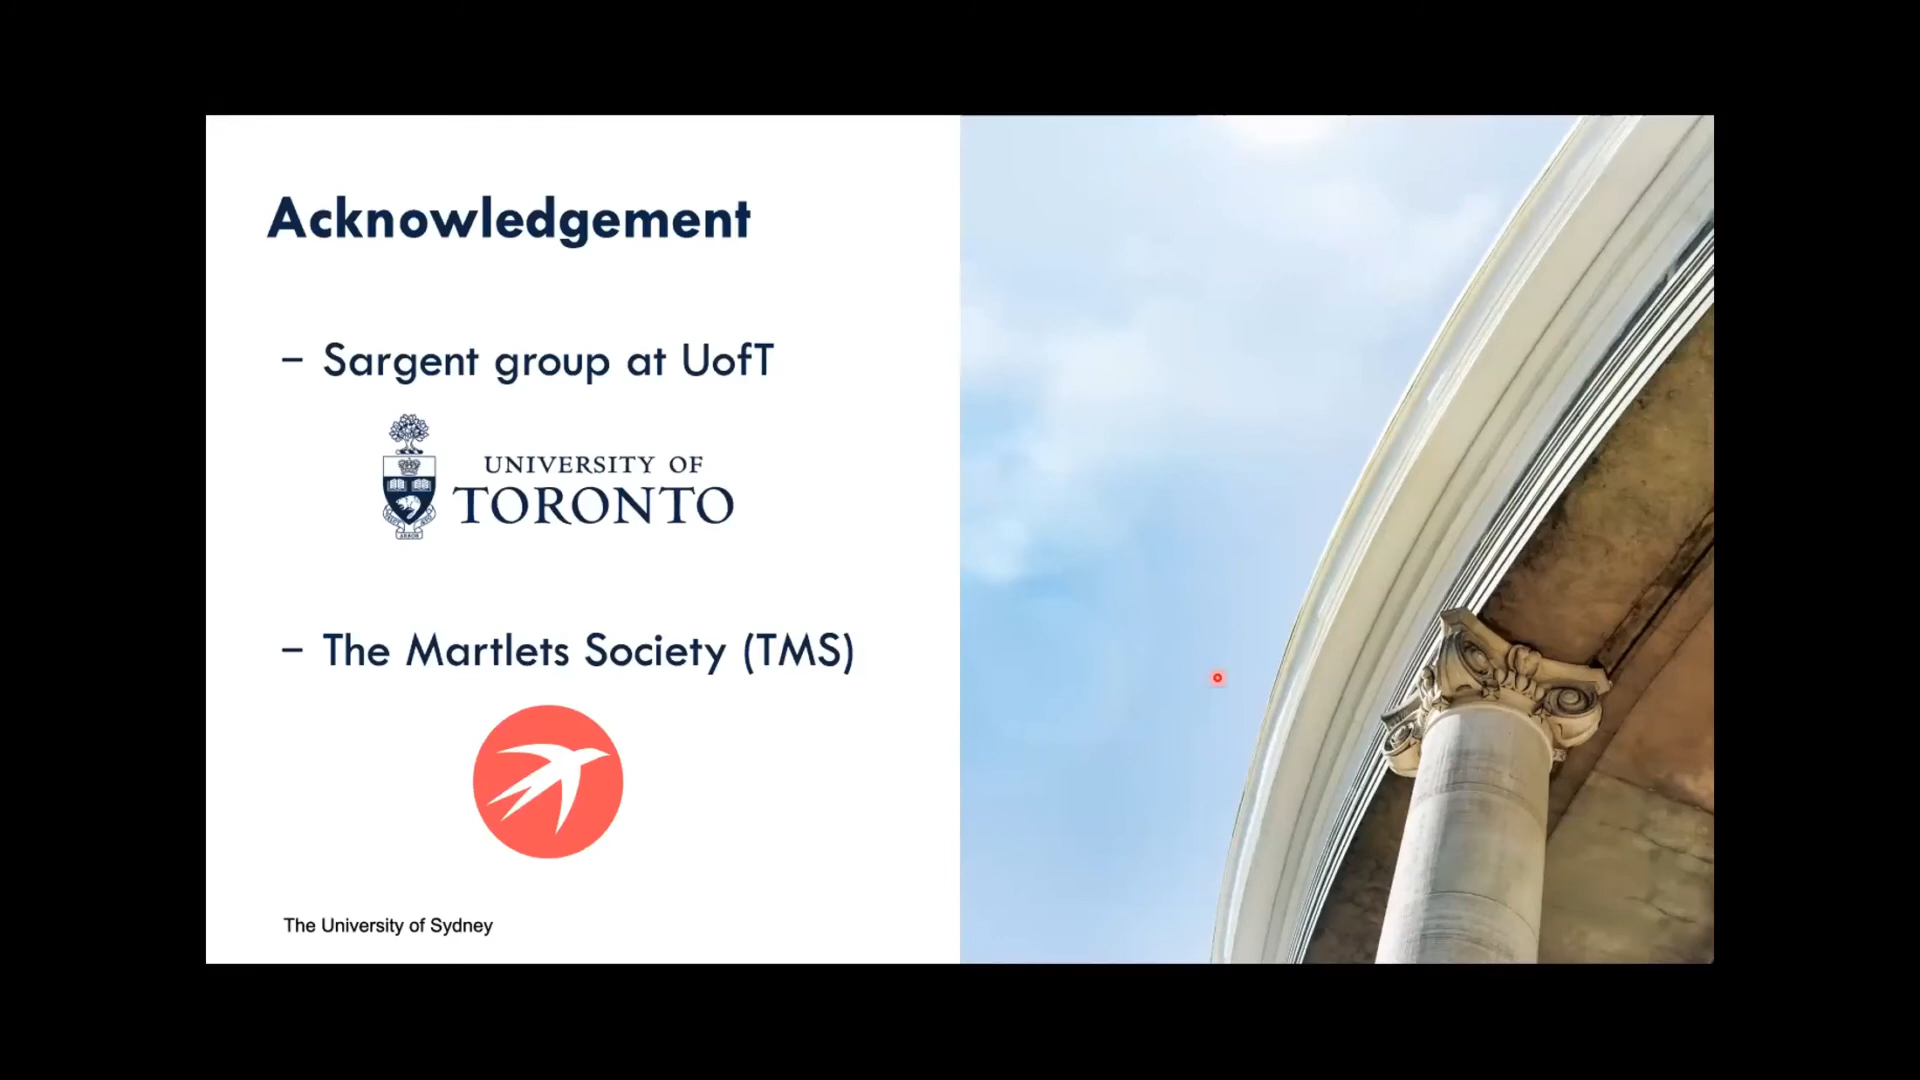 Acknowledgement
– Sargent group at UofT
UNIVERSITY OF
TORONTO
– The Martlets Society (TMS)
The University of Sydney